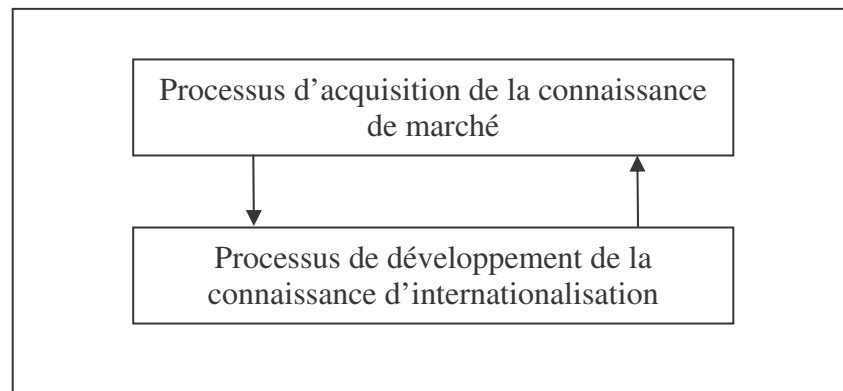 Processus d’acquisition de la connaissance
de marché
Processus de développement de la
connaissance d’internationalisation